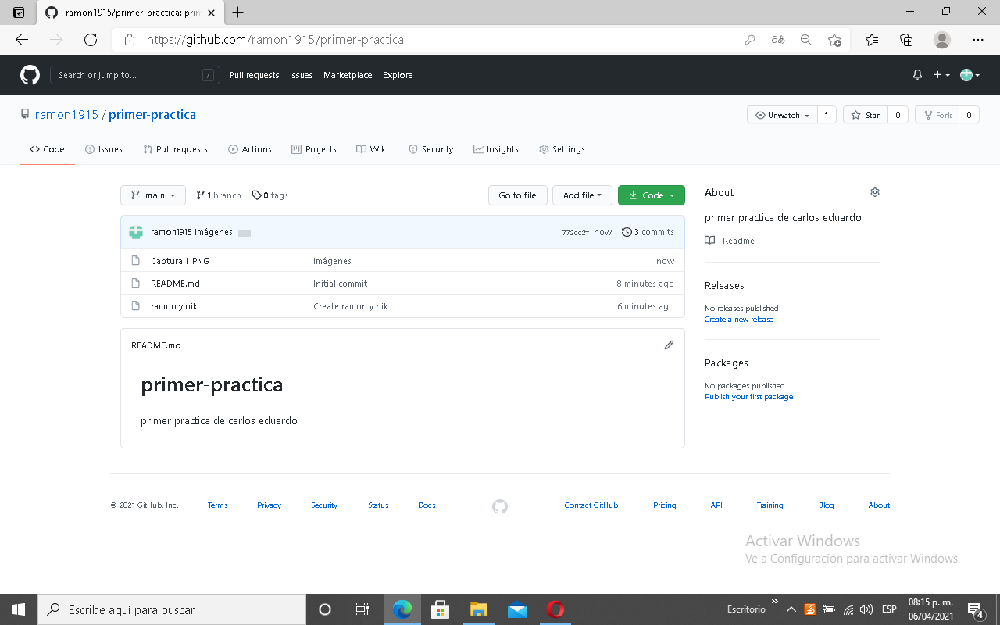 ramon1915/primer-practica: prin
https://github.com/ramon1915/primer-practica
Search or jump to... /
Pull requests Issues Marketplace Explore
ramon1915 / primer-practica
Unwatch 1 Star 0 Fork 0
Code Issues Pull requests Actions Projects Wiki Security Insights Settings
main 1 branch 0 tags Go to file Add file Code
ramon1915 imágenes ... 772cc2f now 3 commits
Captura 1.PNG imágenes now
README.md Initial commit 8 minutes ago
ramon y nik Create ramon y nik 6 minutes ago
README.md
primer-practica
primer practica de carlos eduardo
About
primer practica de carlos eduardo
Readme
Releases
No releases published
Create a new release
Packages
No packages published
Publish your first package
© 2021 GitHub, Inc. Terms Privacy Security Status Docs Contact GitHub Pricing API Training Blog About
Activar Windows
Ve a Configuración para activar Windows.
Escribe aquí para buscar
Escritorio » ESP
08:15 p. m.
06/04/2021
4